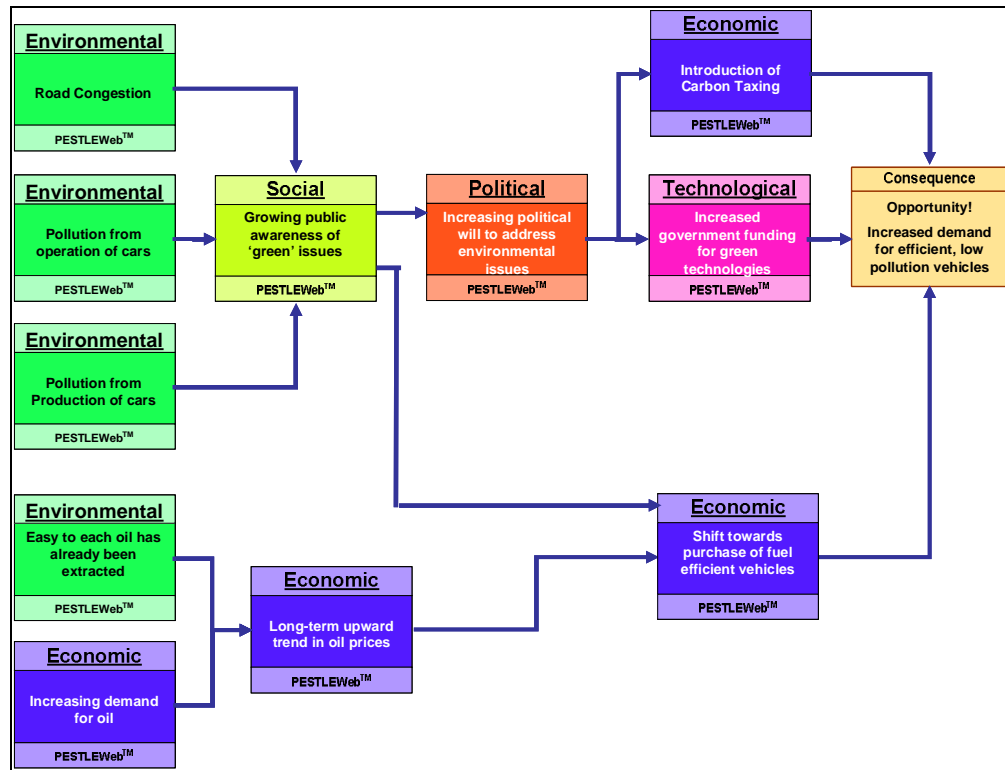 Environmental
Road Congestion
PESTLEWeb™
Environmental
Pollution from
operation of cars
PESTLEWeb™
Environmental
Pollution from
Production of cars
PESTLEWeb™
Environmental
Easy to each oil has
already been
extracted
PESTLEWeb™
Economic
Increasing demand
for oil
PESTLEWeb™
Social
Growing public
awareness of
‘green’ issues
PESTLEWeb™
Economic
Long-term upward
trend in oil prices
PESTLEWeb™
Political
Increasing political
will to address
environmental
issues
PESTLEWeb™
Economic
Introduction of
Carbon Taxing
PESTLEWeb™
Technological
Increased
government funding
for green
technologies
PESTLEWeb™
Economic
Shift towards
purchase of fuel
efficient vehicles
PESTLEWeb™
Consequence
Opportunity!
Increased demand
for efficient, low
pollution vehicles